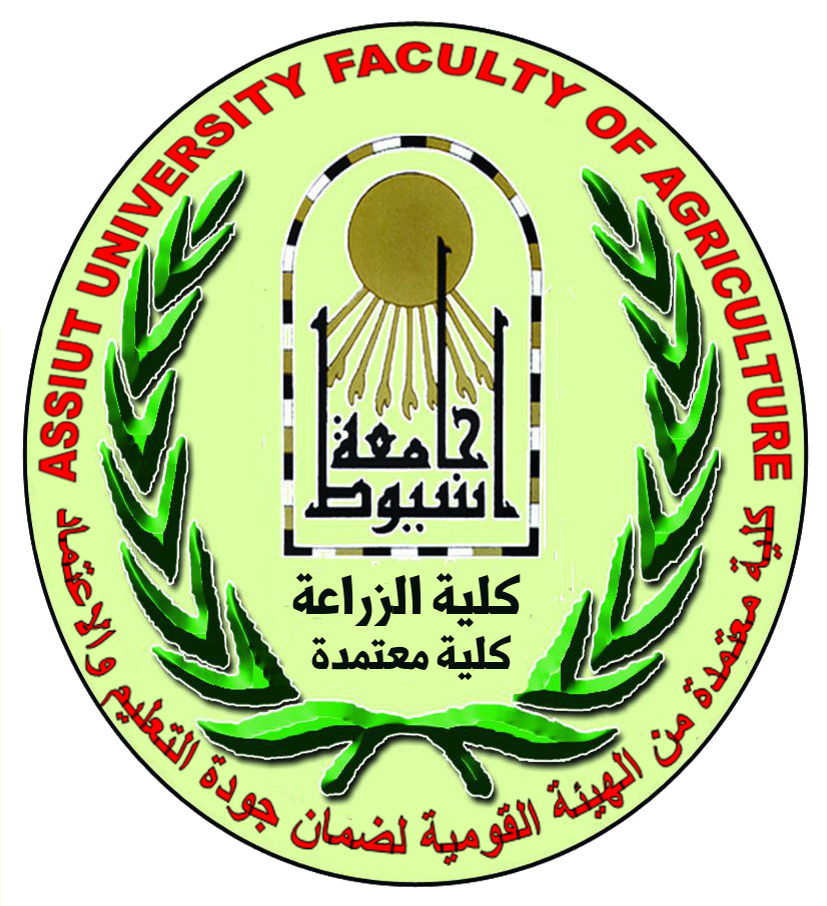 ASSIUT UNIVERSITY FACULTY OF AGRICULTURE
جامعة
اسيوط
كلية الزراعة
كلية معتمدة
كلية معتمدة من الهيئة القومية لضمان جودة التعليم والاعتماد